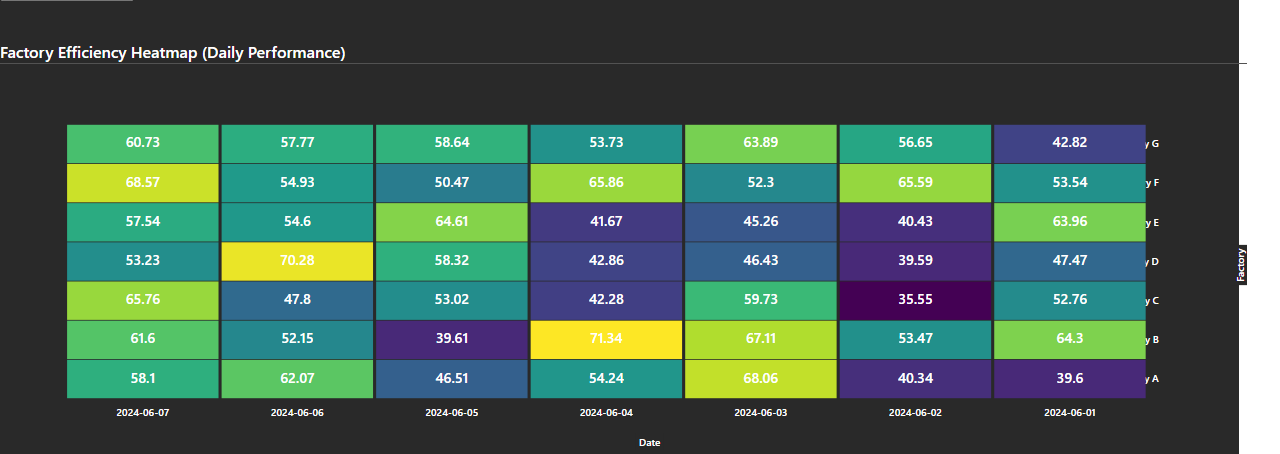 Factory Efficiency Heatmap (Daily Performance)
60.73 57.77 58.64 53.73 63.89 56.65 42.82 y G
68.57 54.93 50.47 65.86 52.3 65.59 53.54 y F
57.54 54.6 64.61 41.67 45.26 40.43 63.96 y E
53.23 70.28 58.32 42.86 46.43 39.59 47.47 y D
65.76 47.8 53.02 42.28 59.73 35.55 52.76 y C
61.6 52.15 39.61 71.34 67.11 53.47 64.3 y B
58.1 62.07 46.51 54.24 68.06 40.34 39.6 y A
2024-06-07 2024-06-06 2024-06-05 2024-06-04 2024-06-03 2024-06-02 2024-06-01
Date
Factory